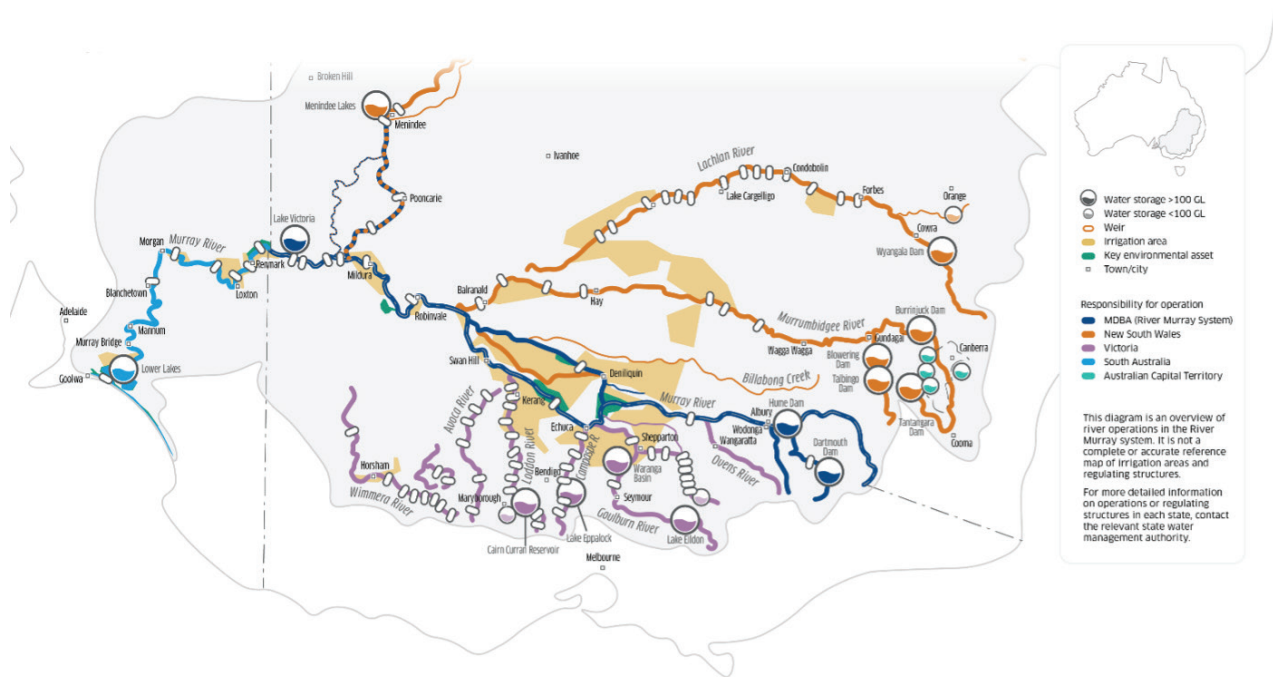 Broken Hill
Menindee Lakes
Menindee
Ivanhoe
Lachlan River
Condobolin
Lake Cargelligo
Forbes
Orange
Cowra
Wyangala Dam
Pooncarie
Lake Victoria
Morgan
Murray River
Renmark
Loxton
Blanchetown
Adelaide
Mannum
Murray Bridge
Goolwa
Lower Lakes
Mildura
Robinvale
Balranald
Hay
Murrumbidgee River
Wagga Wagga
Burrinjuck Dam
Gundagai
Canberra
Blowering
Dam
Talbingo
Dam
Tantangara
Dam
Cooma
Swan Hill
Deniliquin
Billabong Creek
Murray River
Albury
Wodonga
Hume Dam
Dartmouth
Dam
Wangaratta
Ovens River
Kerang
Echuca
Shepparton
Avoca River
Loddon River
Campaspe R
Bendigo
Waranga
Basin
Seymour
Goulburn River
Lake Eildon
Horsham
Wimmera River
Maryborough
Cairn Curran Reservoir
Lake Eppalock
Melbourne
Water storage >100 GL
Water storage <100 GL
Weir
Irrigation area
Key environmental asset
Town/city
Responsibility for operation
MDBA (River Murray System)
New South Wales
Victoria
South Australia
Australian Capital Territory
This diagram is an overview of
river operations in the River
Murray system. It is not a
complete or accurate reference
map of irrigation areas and
regulating structures.
For more detailed information
on operations or regulating
structures in each state, contact
the relevant state water
management authority.